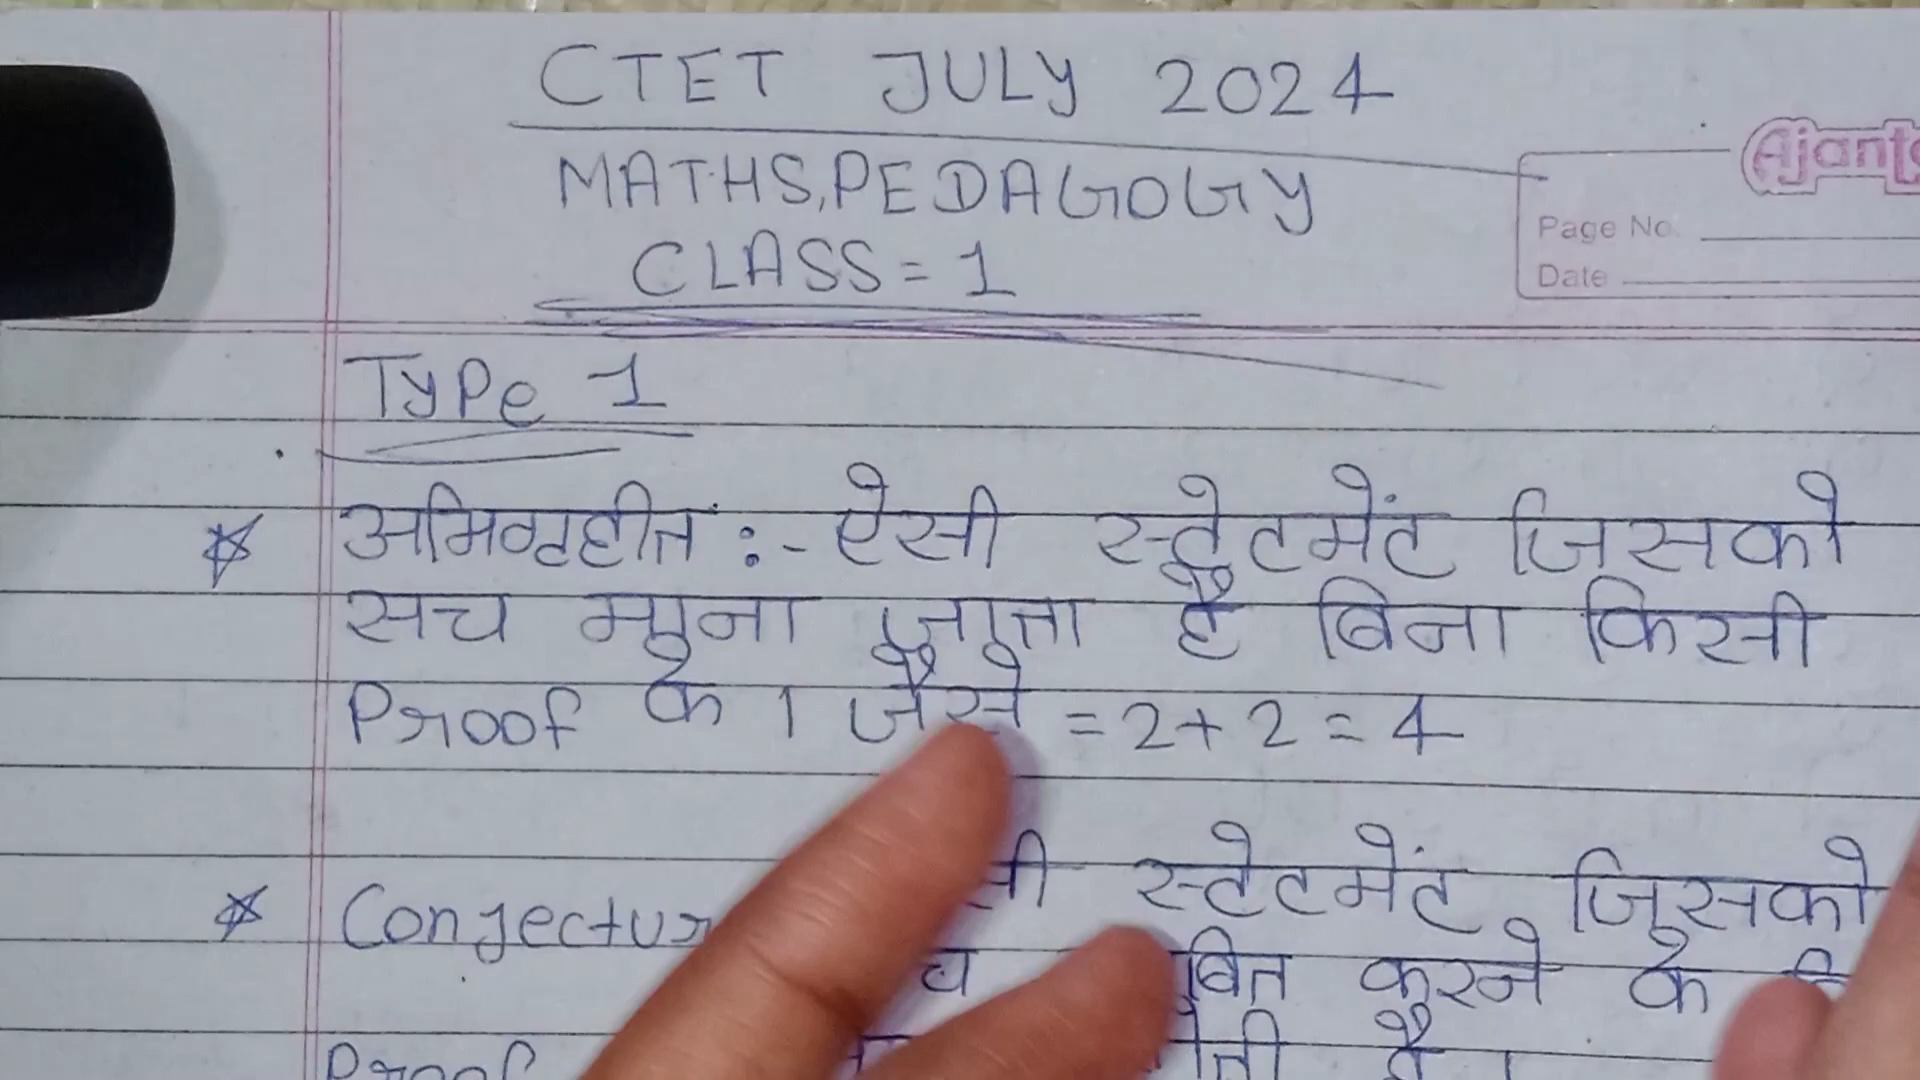 CTET JULY 2024
MATHS, PEDAGOGY
CLASS = 1
Ajant
Page No.
Date
Type 1
अभिगृहीत :- ऐसी स्टेटमेंट जिसको
सच माना जाता है बिना किसी
Proof के । जैसे = 2+2 = 4
Conjectur स्टेटमेंट जिसको
करने के
Proof है ।